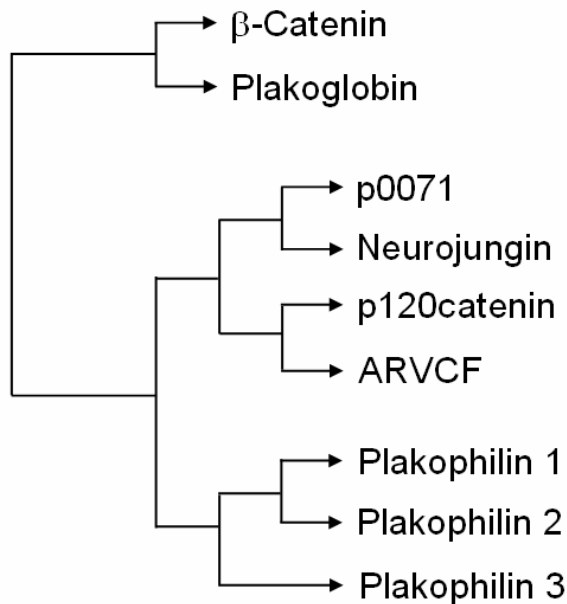 β-Catenin
Plakoglobin
p0071
Neurojungin
p120catenin
ARVCF
Plakophilin 1
Plakophilin 2
Plakophilin 3